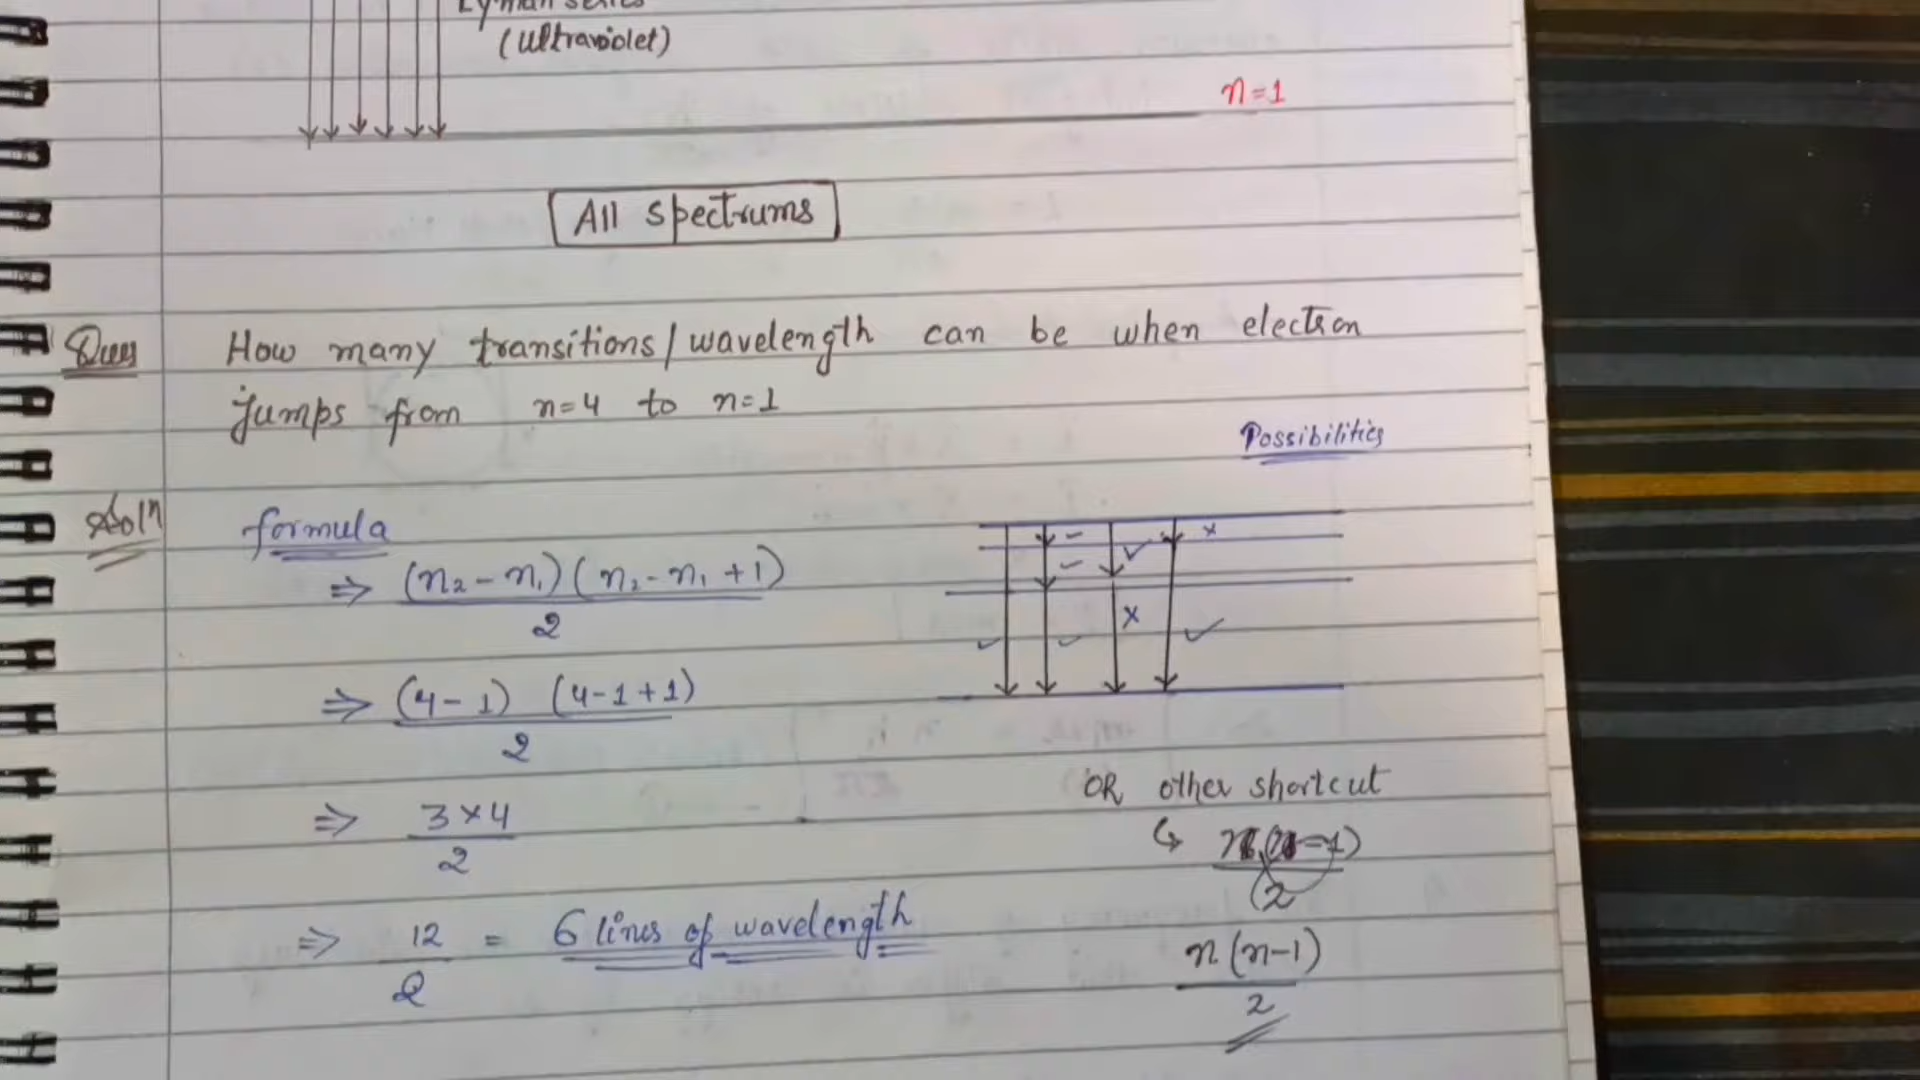 Lyman series
(Ultraviolet)
n=1
All spectrums
Ques How many transitions/wavelength can be when electron
jumps from n=4 to n=1
Possibilities
Soln formula
⇒ (n₂-n₁)(n₂-n₁+1)
2
⇒ (4-1) (4-1+1)
2
⇒ 3×4
2
⇒ 12 = 6 lines of wavelength
2
OR other shortcut
n(n-1)
2